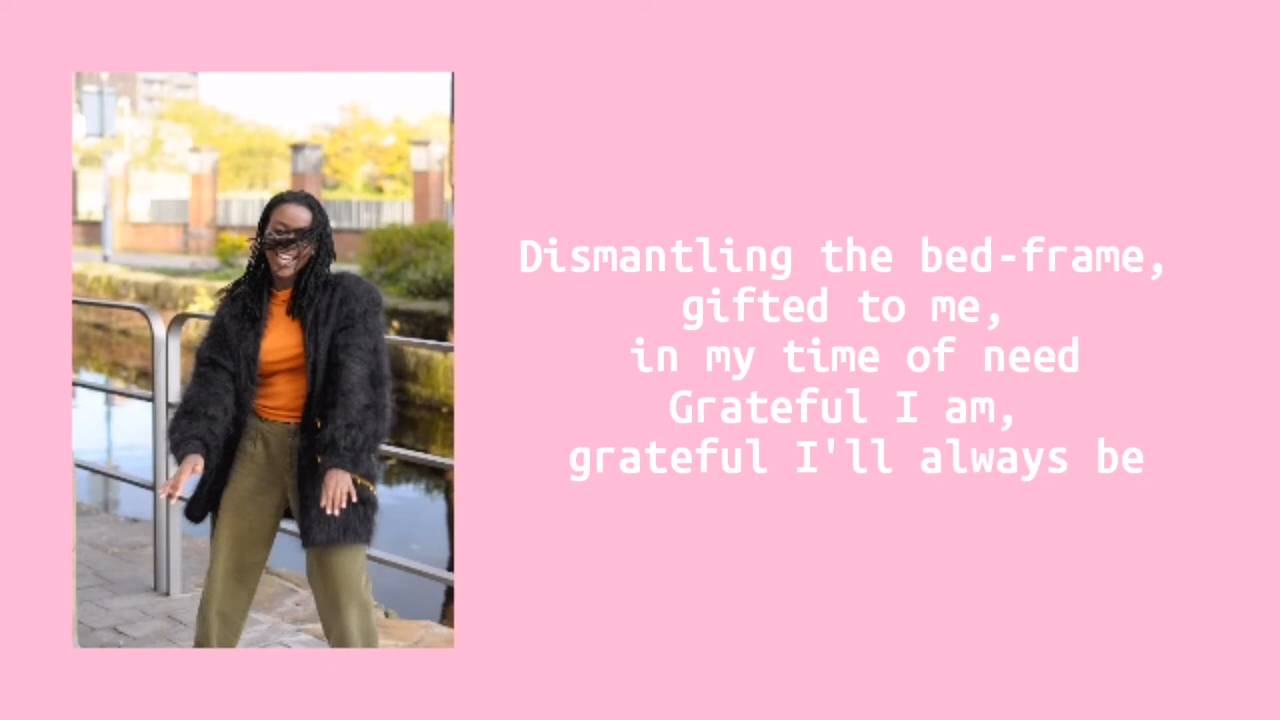 Dismantling the bed-frame,
gifted to me,
in my time of need
Grateful I am,
grateful I'll always be